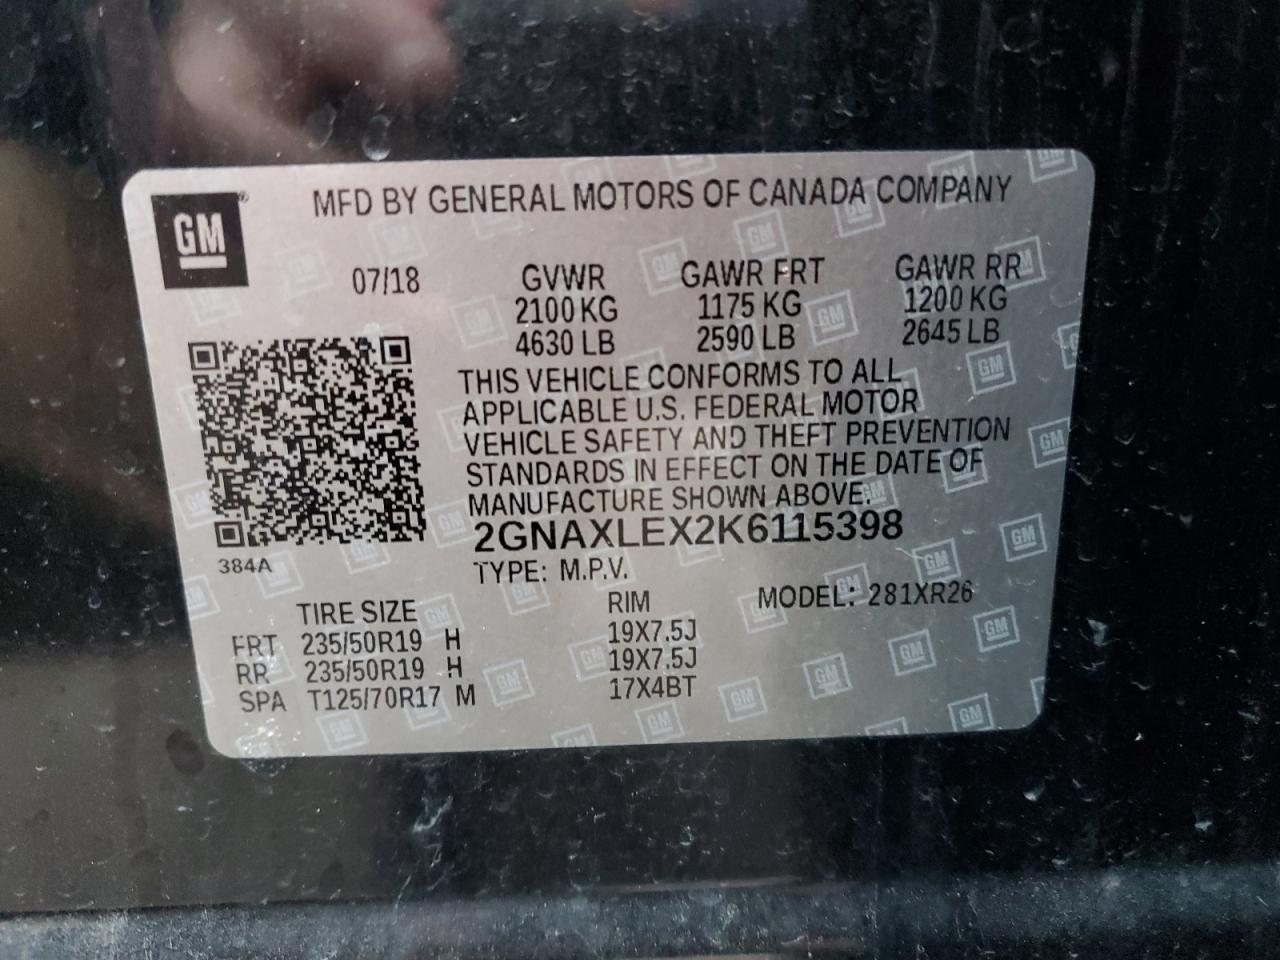 GM® MFD BY GENERAL MOTORS OF CANADA COMPANY
07/18 GVWR GAWR FRT GAWR RR
2100 KG 1175 KG 1200 KG
4630 LB 2590 LB 2645 LB
THIS VEHICLE CONFORMS TO ALL
APPLICABLE U.S. FEDERAL MOTOR
VEHICLE SAFETY AND THEFT PREVENTION
STANDARDS IN EFFECT ON THE DATE OF
MANUFACTURE SHOWN ABOVE.
2GNAXLEX2K6115398
384A
TYPE: M.P.V.
TIRE SIZE RIM MODEL: 281XR26
FRT 235/50R19 H 19X7.5J
RR 235/50R19 H 19X7.5J
SPA T125/70R17 M 17X4BT